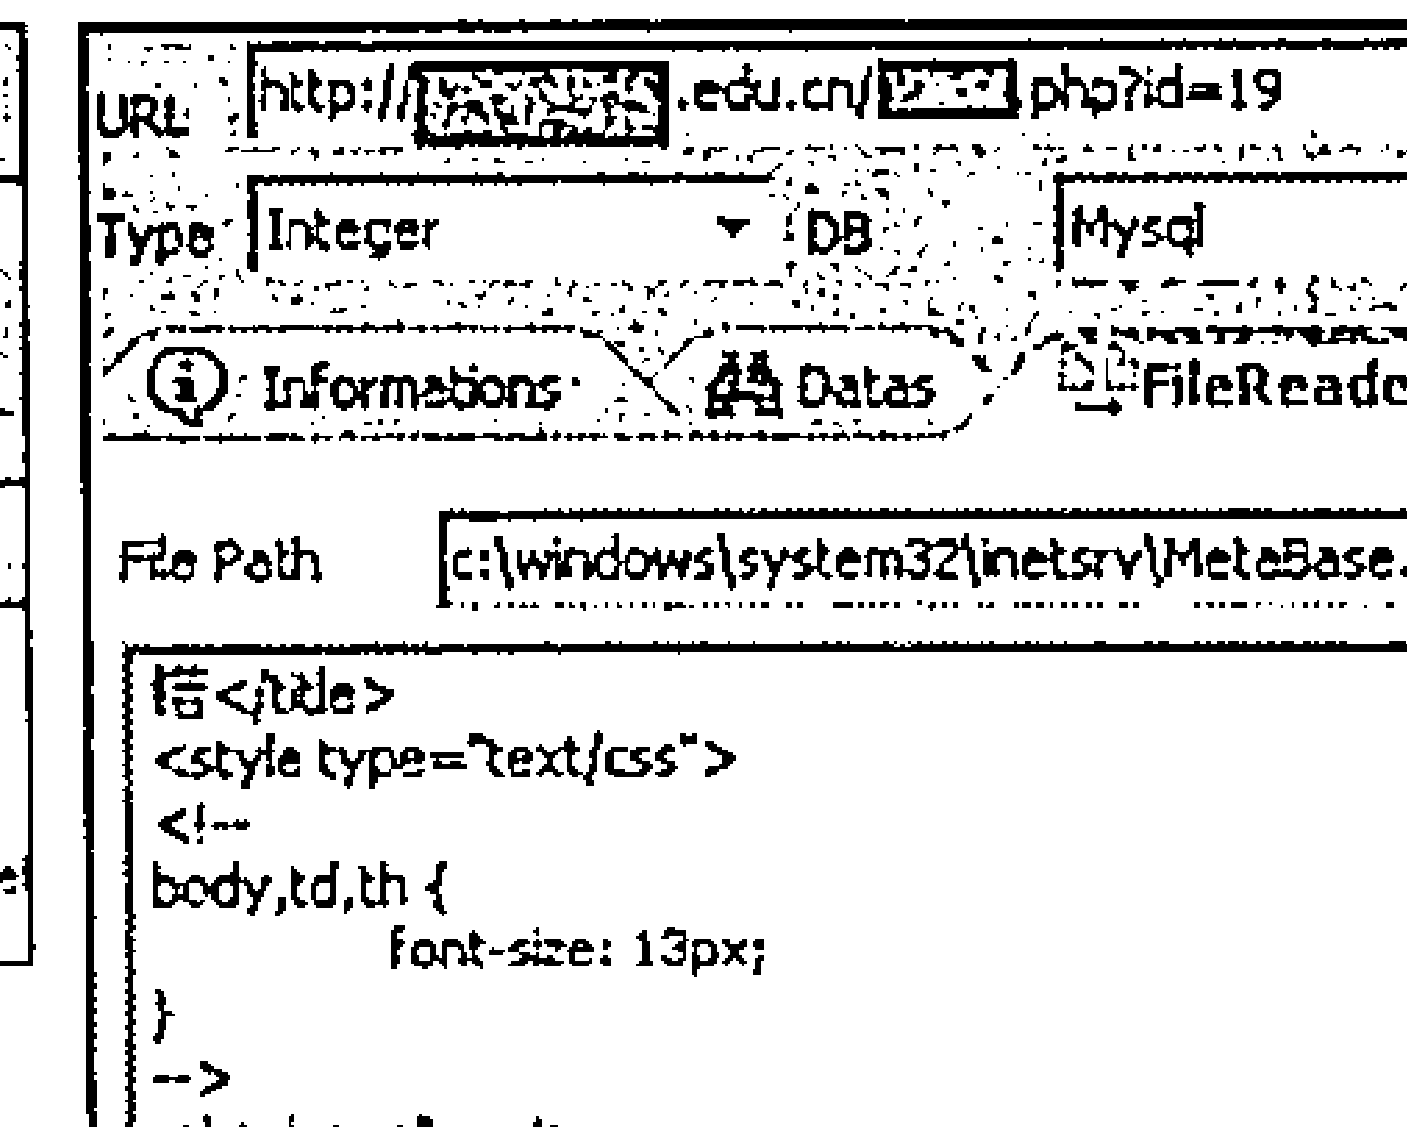 URL http://.edu.cn/.php?id=19
Type Integer DB Mysql
Informations Datas FileReade
File Path c:\windows\system32\inetsrv\MetaBase.
</title>
<style type="text/css">
<!--
body,td,th {
font-size: 13px;
}
-->